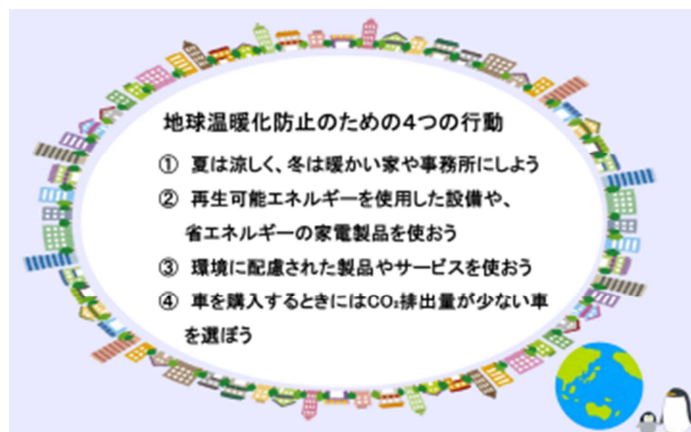 地球温暖化防止のための4つの行動
① 夏は涼しく、冬は暖かい家や事務所にしよう
② 再生可能エネルギーを使用した設備や、
省エネルギーの家電製品を使おう
③ 環境に配慮された製品やサービスを使おう
④ 車を購入するときにはCO₂排出量が少ない車
を選ぼう